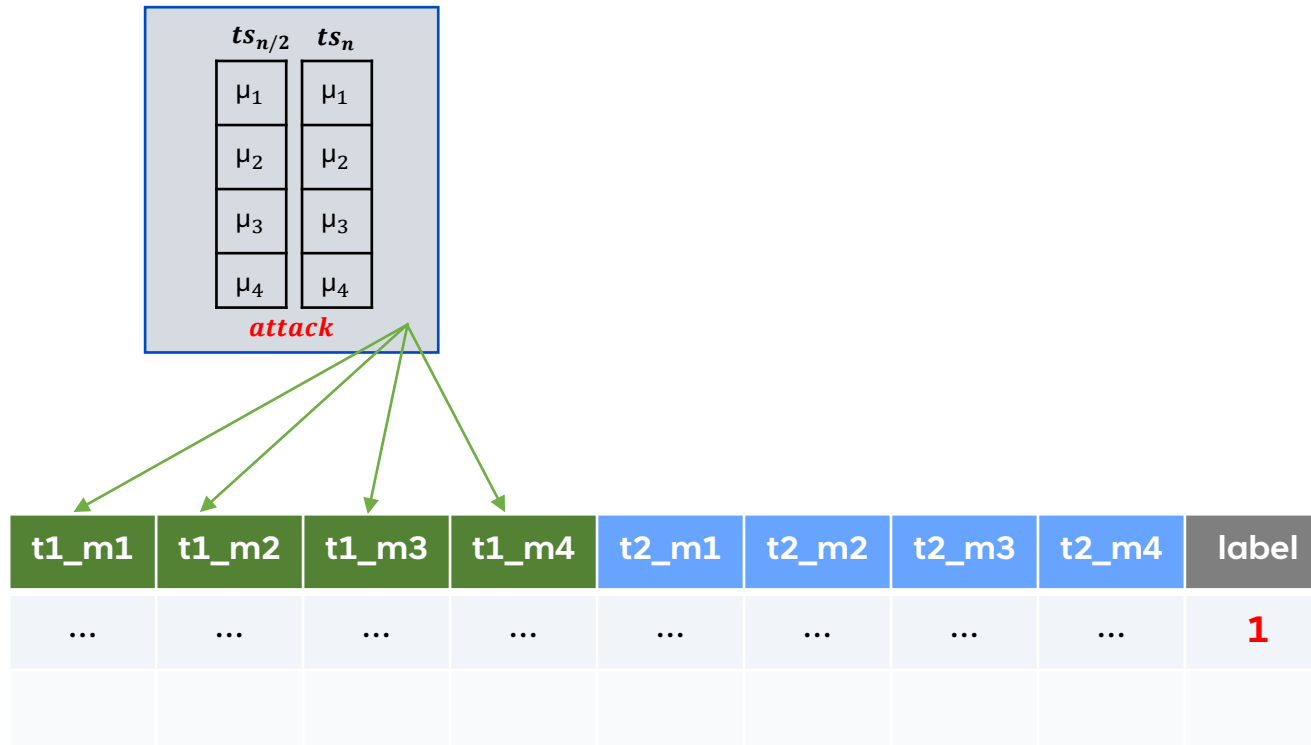 ts_{n/2} ts_n
μ₁ μ₁
μ₂ μ₂
μ₃ μ₃
μ₄ μ₄
attack
t1_m1 t1_m2 t1_m3 t1_m4 t2_m1 t2_m2 t2_m3 t2_m4 label
... ... ... ... ... ... ... ... 1